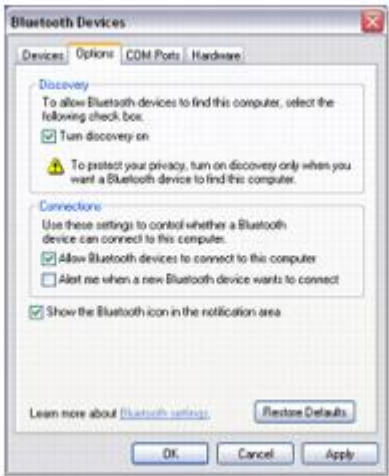 Bluetooth Devices
Devices Options COM Ports Hardware
Discovery
To allow Bluetooth devices to find this computer, select the
following check box.
Turn discovery on
To protect your privacy, turn on discovery only when you
want a Bluetooth device to find this computer.
Connections
Use these settings to control whether a Bluetooth
device can connect to this computer.
Allow Bluetooth devices to connect to this computer
Alert me when a new Bluetooth device wants to connect
Show the Bluetooth icon in the notification area
Learn more about Bluetooth settings.
Restore Defaults
OK Cancel Apply